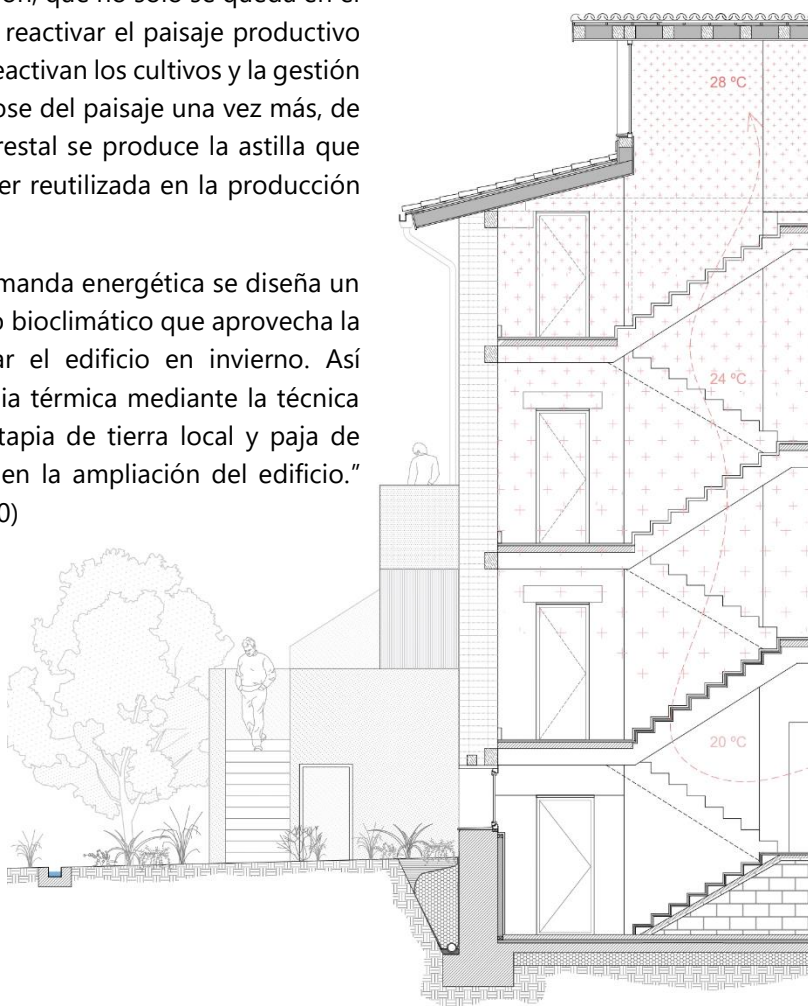 ón, que no solo se queda en el
reactivar el paisaje productivo
eactivan los cultivos y la gestión
ose del paisaje una vez más, de
restal se produce la astilla que
er reutilizada en la producción
manda energética se diseña un
o bioclimático que aprovecha la
ar el edificio en invierno. Así
ia térmica mediante la técnica
tapia de tierra local y paja de
en la ampliación del edificio."
0)
28 ºC
24 ºC
20 ºC